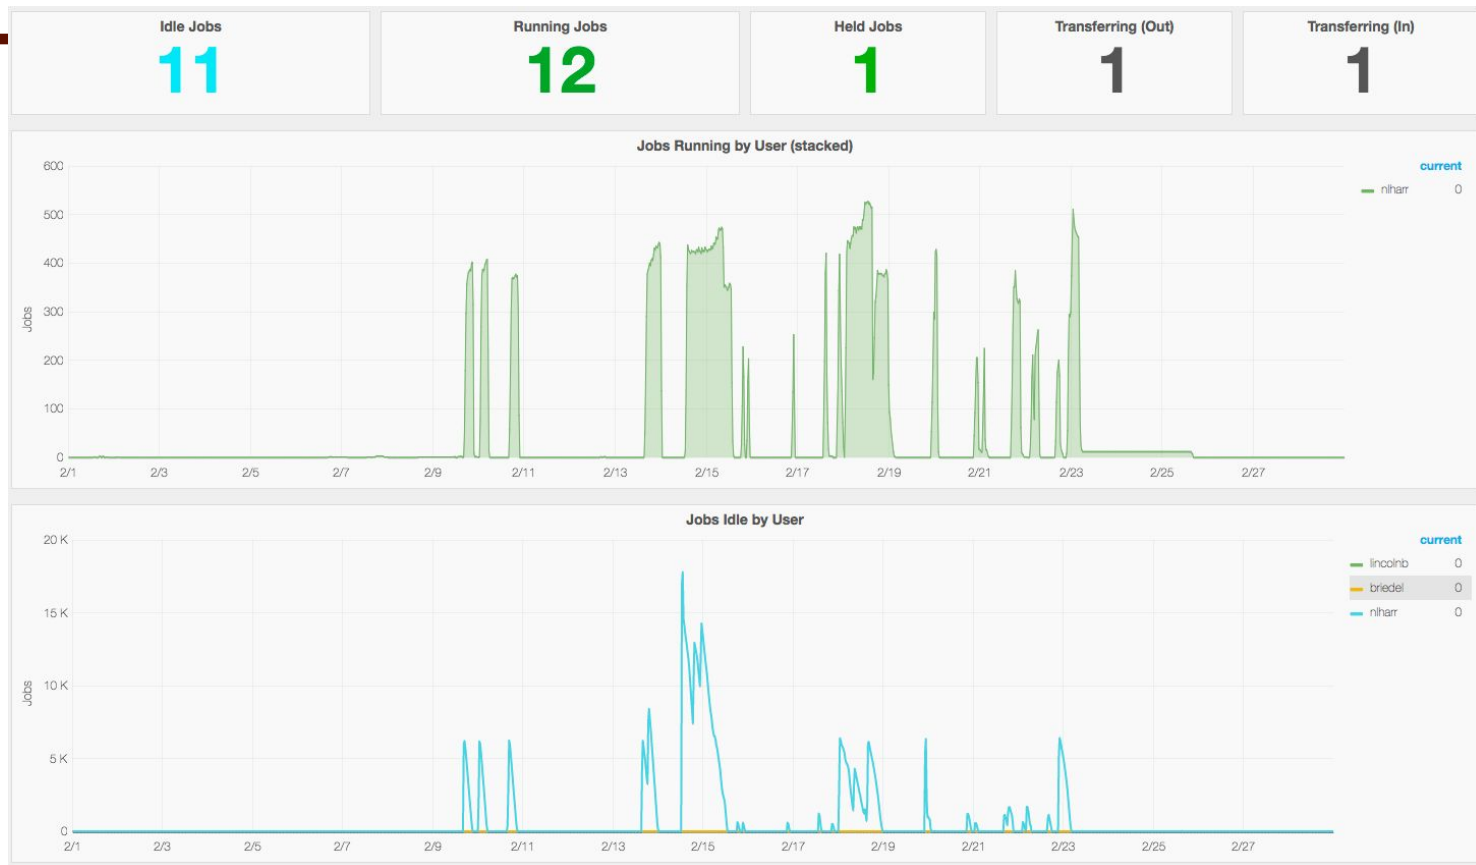 Idle Jobs
11
Running Jobs
12
Held Jobs
1
Transferring (Out)
1
Transferring (In)
1
Jobs Running by User (stacked)
600
500
400
300
200
100
0
Jobs
2/1 2/3 2/5 2/7 2/9 2/11 2/13 2/15 2/17 2/19 2/21 2/23 2/25 2/27
current
nlharr 0
Jobs Idle by User
20 K
15 K
10 K
5 K
0
Jobs
2/1 2/3 2/5 2/7 2/9 2/11 2/13 2/15 2/17 2/19 2/21 2/23 2/25 2/27
current
lincolnb 0
briedel 0
nlharr 0